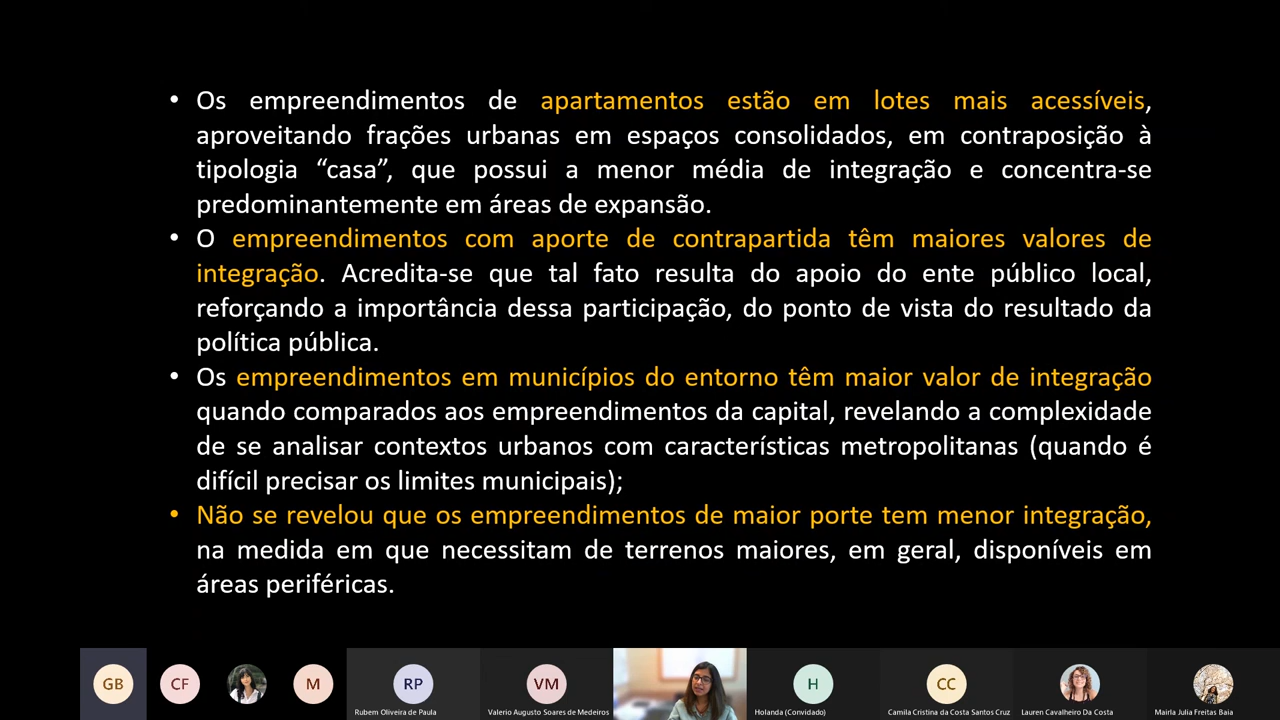 • Os empreendimentos de apartamentos estão em lotes mais acessíveis,
aproveitando frações urbanas em espaços consolidados, em contraposição à
tipologia “casa”, que possui a menor média de integração e concentra-se
predominantemente em áreas de expansão.
• O empreendimentos com aporte de contrapartida têm maiores valores de
integração. Acredita-se que tal fato resulta do apoio do ente público local,
reforçando a importância dessa participação, do ponto de vista do resultado da
política pública.
• Os empreendimentos em municípios do entorno têm maior valor de integração
quando comparados aos empreendimentos da capital, revelando a complexidade
de se analisar contextos urbanos com características metropolitanas (quando é
difícil precisar os limites municipais);
• Não se revelou que os empreendimentos de maior porte tem menor integração,
na medida em que necessitam de terrenos maiores, em geral, disponíveis em
áreas periféricas.
GB CF M RP VM H CC
Rubem Oliveira de Paula Valerio Augusto Soares de Medeiros Holanda (Convidado) Camila Cristina da Costa Santos Cruz Lauren Cavalheiro Da Costa Mairla Julia Freitas Baia